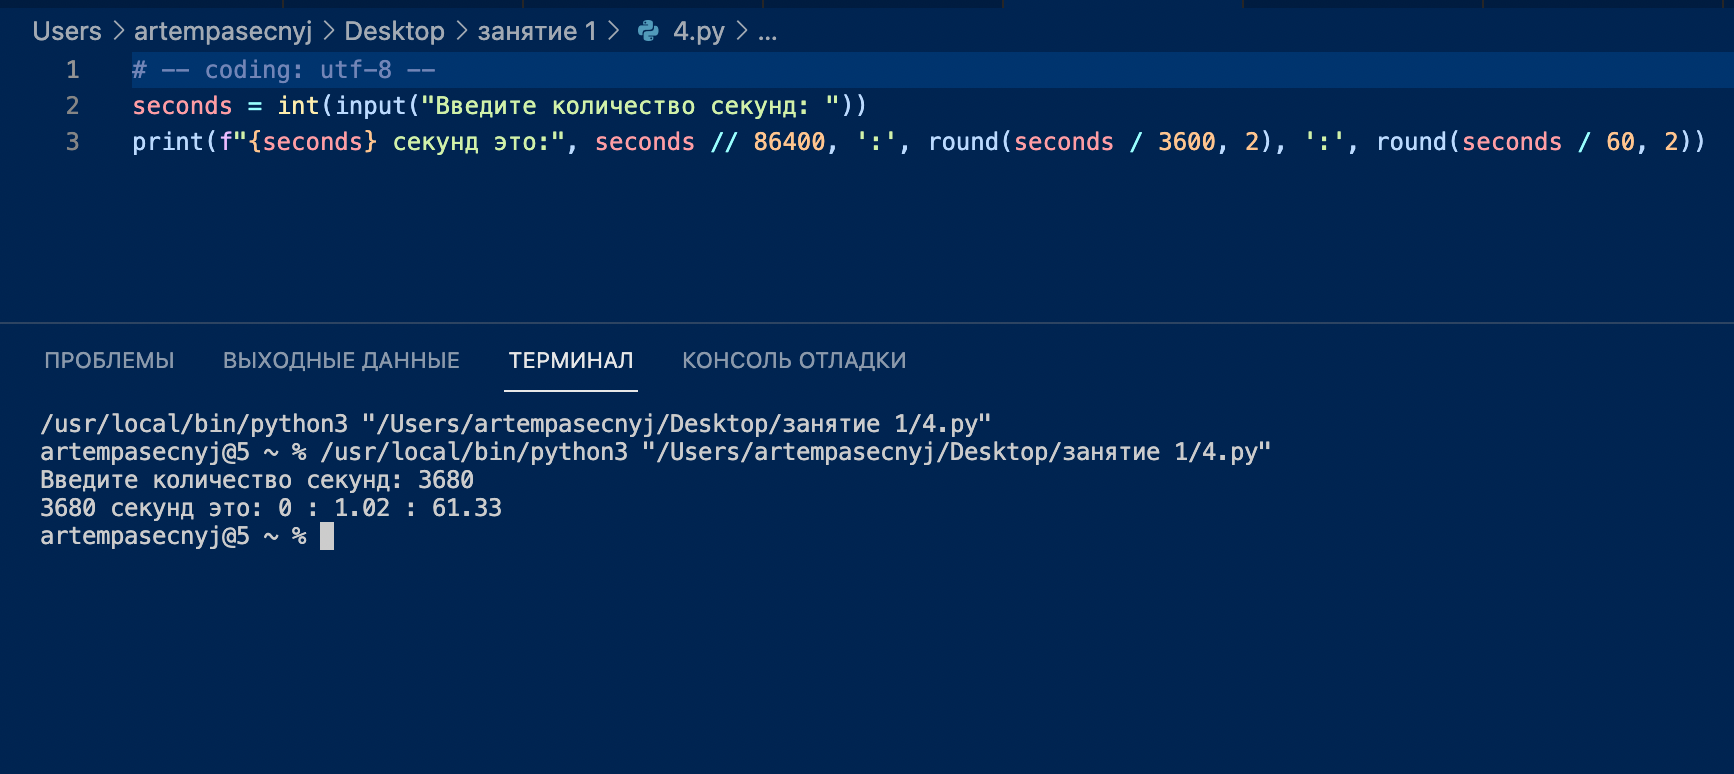 Users > artempasecnyj > Desktop > занятие 1 > 4.py > ...
1 # -- coding: utf-8 --
2 seconds = int(input("Введите количество секунд: "))
3 print(f"{seconds} секунд это:", seconds // 86400, ':', round(seconds / 3600, 2), ':', round(seconds / 60, 2))
ПРОБЛЕМЫ ВЫХОДНЫЕ ДАННЫЕ ТЕРМИНАЛ КОНСОЛЬ ОТЛАДКИ
/usr/local/bin/python3 "/Users/artempasecnyj/Desktop/занятие 1/4.py"
artempasecnyj@5 ~ % /usr/local/bin/python3 "/Users/artempasecnyj/Desktop/занятие 1/4.py"
Введите количество секунд: 3680
3680 секунд это: 0 : 1.02 : 61.33
artempasecnyj@5 ~ %